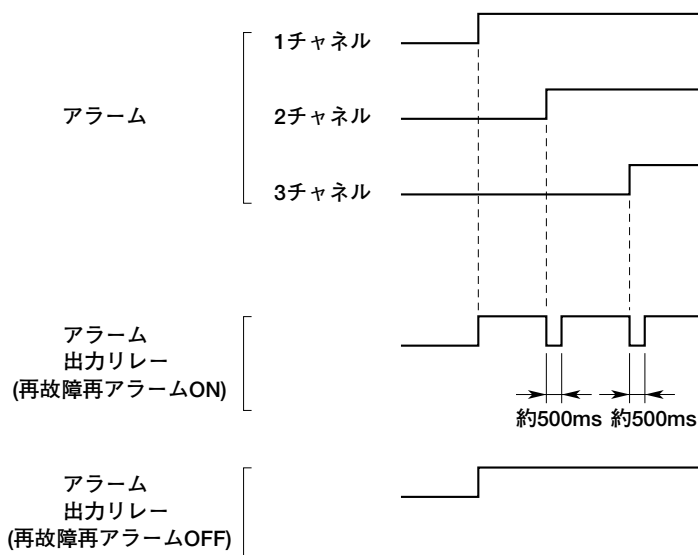 1チャネル
アラーム
2チャネル
3チャネル
アラーム
出力リレー
(再故障再アラームON)
約500ms
約500ms
アラーム
出力リレー
(再故障再アラームOFF)